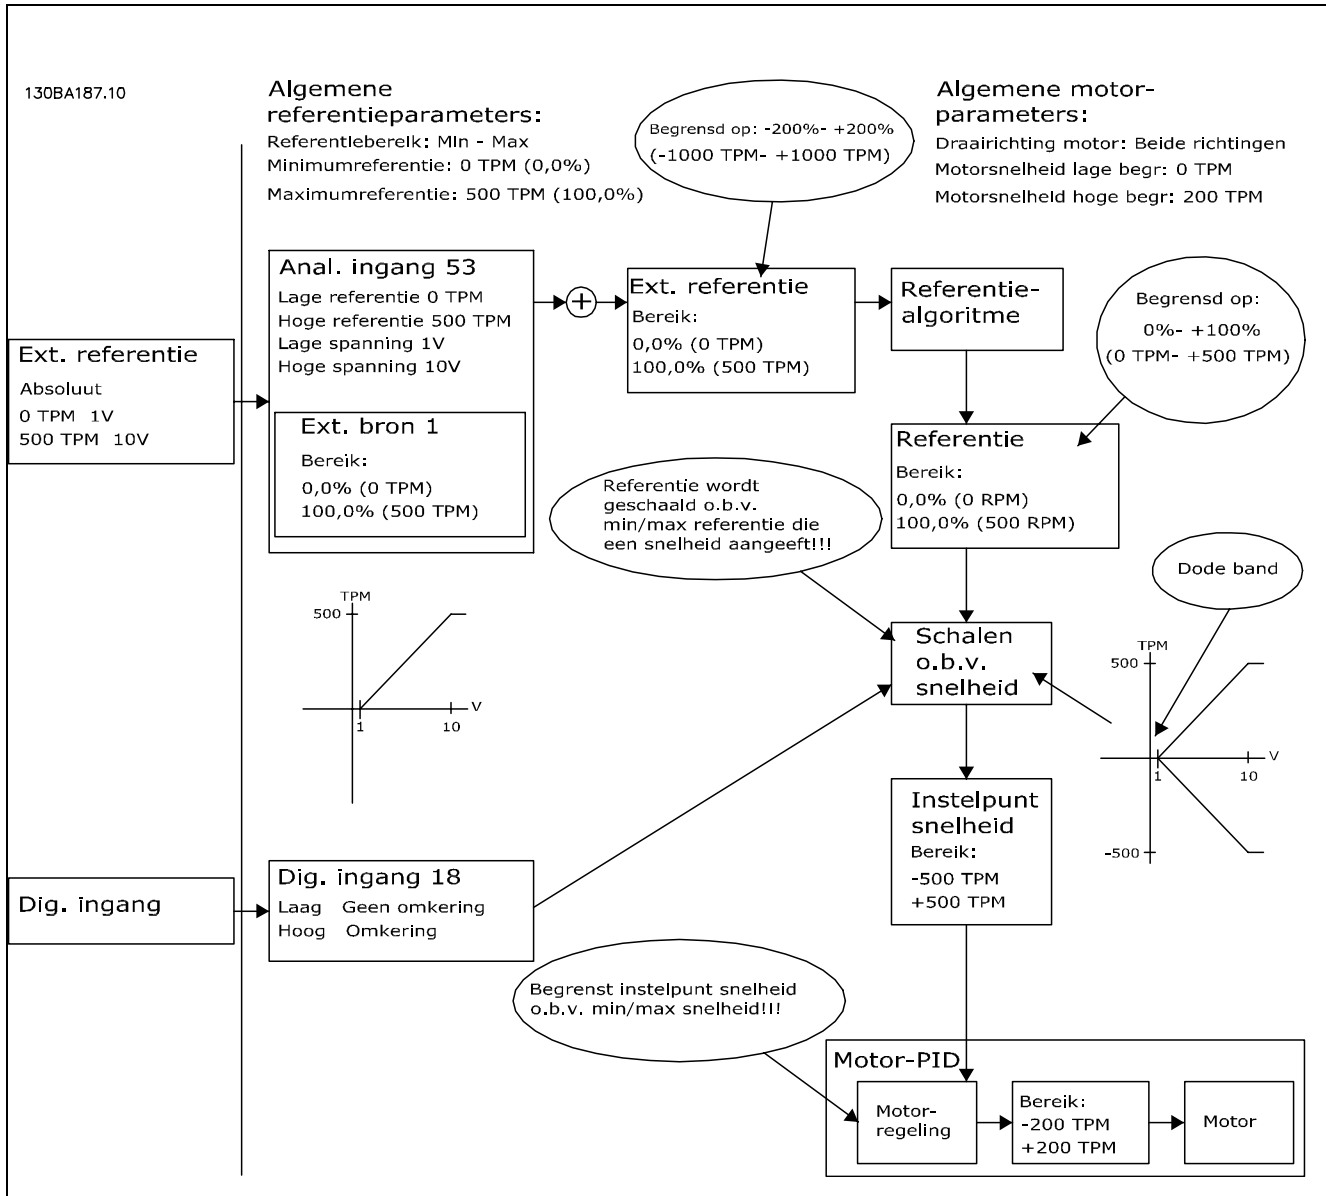 130BA187.10
Algemene
referentieparameters:
Referentiebereik: Min - Max
Minimumreferentie: 0 TPM (0,0%)
Maximumreferentie: 500 TPM (100,0%)
Begrensd op: -200%- +200%
(-1000 TPM- +1000 TPM)
Algemene motor-
parameters:
Draairichting motor: Beide richtingen
Motorsnelheid lage begr: 0 TPM
Motorsnelheid hoge begr: 200 TPM
Ext. referentie
Absoluut
0 TPM 1V
500 TPM 10V
Anal. ingang 53
Lage referentie 0 TPM
Hoge referentie 500 TPM
Lage spanning 1V
Hoge spanning 10V
Ext. bron 1
Bereik:
0,0% (0 TPM)
100,0% (500 TPM)
+
Ext. referentie
Bereik:
0,0% (0 TPM)
100,0% (500 TPM)
Referentie-
algoritme
Begrensd op:
0%- +100%
(0 TPM- +500 TPM)
Referentie
Bereik:
0,0% (0 RPM)
100,0% (500 RPM)
Referentie wordt
geschaald o.b.v.
min/max referentie die
een snelheid aangeeft!!!
Dode band
TPM
500
V
1
10
Schalen
o.b.v.
snelheid
TPM
500
V
1
10
-500
Instelpunt
snelheid
Bereik:
-500 TPM
+500 TPM
Dig. ingang
Dig. ingang 18
Laag Geen omkering
Hoog Omkering
Begrenst instelpunt snelheid
o.b.v. min/max snelheid!!!
Motor-PID
Motor-
regeling
Bereik:
-200 TPM
+200 TPM
Motor